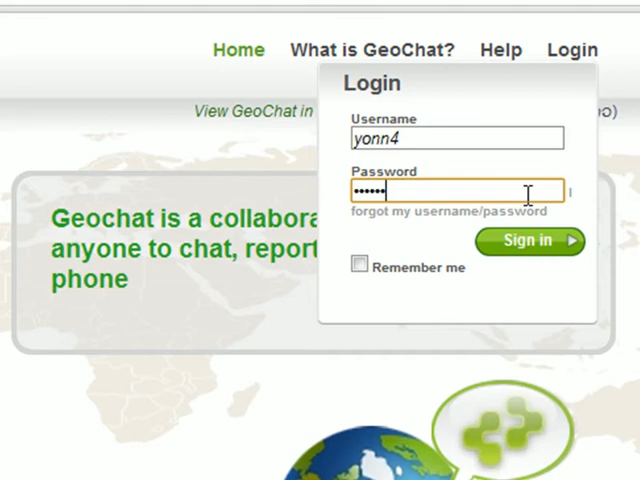 Home What is GeoChat? Help Login
Login
View GeoChat in
Username
yonn4
Password
••••••
forgot my username/password
Geochat is a collabora
anyone to chat, report
phone
Sign in
Remember me